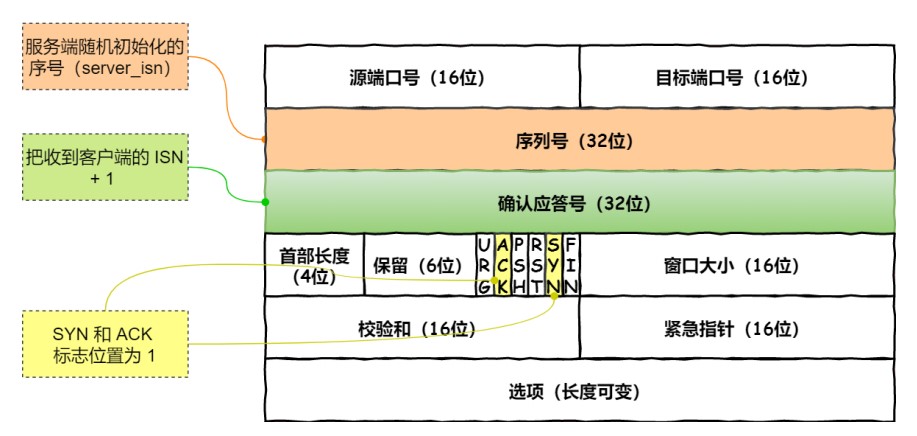 服务端随机初始化的
序号（server_isn）
源端口号（16位）
目标端口号（16位）
序列号（32位）
把收到客户端的 ISN
+ 1
确认应答号（32位）
首部长度
（4位）
保留（6位）
URG
ACK
PSH
RST
SYN
FIN
窗口大小（16位）
SYN 和 ACK
标志位置为 1
校验和（16位）
紧急指针（16位）
选项（长度可变）